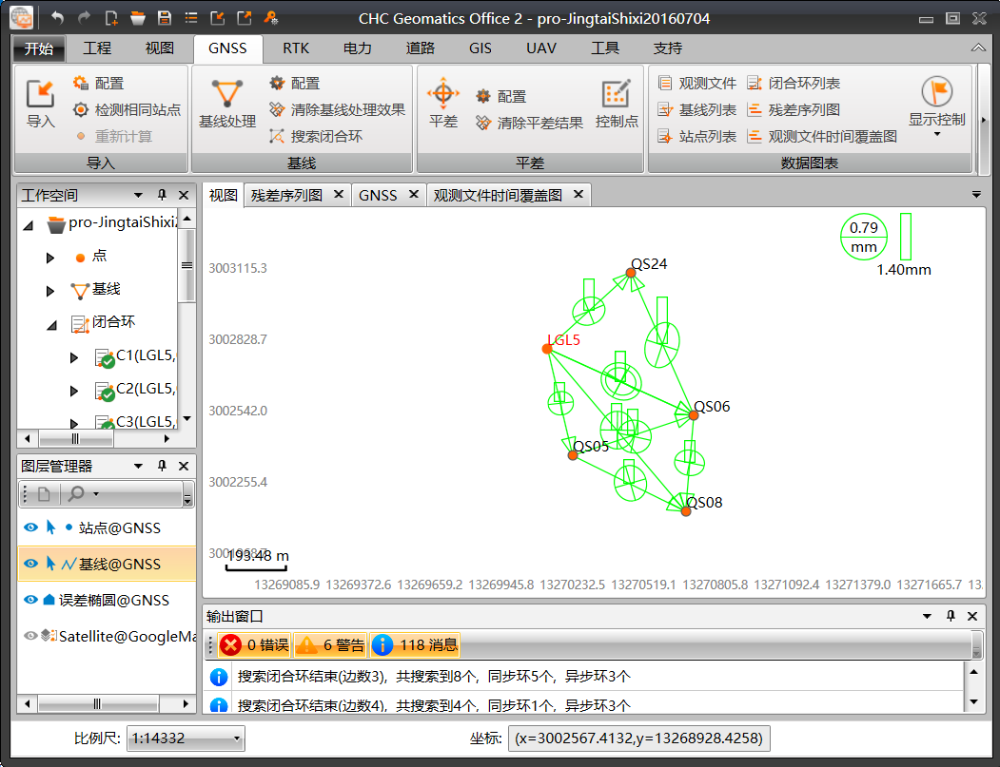 CHC Geomatics Office 2 - pro-JingtaiShixi20160704
开始 工程 视图 GNSS RTK 电力 道路 GIS UAV 工具 支持
导入
配置
检测相同站点
重新计算
导入
基线处理
配置
清除基线处理效果
搜索闭合环
基线
平差
配置
清除平差结果
控制点
平差
观测文件 闭合环列表
基线列表 残差序列图
站点列表 观测文件时间覆盖图
显示控制
数据图表
工作空间
pro-JingtaiShixi
点
基线
闭合环
C1(LGL5,
C2(LGL5,
C3(LGL5,
图层管理器
站点@GNSS
基线@GNSS
误差椭圆@GNSS
Satellite@GoogleMa
视图 残差序列图 GNSS 观测文件时间覆盖图
0.79
mm
1.40mm
3003115.3
3002828.7
3002542.0
3002255.4
QS24
LGL5
QS06
QS05
QS08
193.48 m
13269085.9 13269372.6 13269659.2 13269945.8 13270232.5 13270519.1 13270805.8 13271092.4 13271379.0 13271665.7 13.
输出窗口
0 错误 6 警告 118 消息
搜索闭合环结束(边数3)，共搜索到8个，同步环5个，异步环3个
搜索闭合环结束(边数4)，共搜索到4个，同步环1个，异步环3个
比例尺: 1:14332
坐标: (x=3002567.4132,y=13268928.4258)